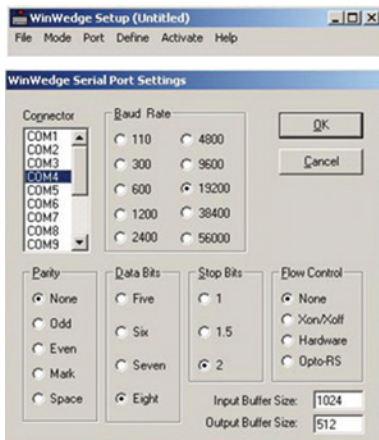 WinWedge Setup (Untitled)
File Mode Port Define Activate Help
WinWedge Serial Port Settings
Connector
COM1
COM2
COM3
COM4
COM5
COM6
COM7
COM8
COM9
Baud Rate
110 4800
300 9600
600 19200
1200 38400
2400 56000
OK
Cancel
Parity
None
Odd
Even
Mark
Space
Data Bits
Five
Six
Seven
Eight
Stop Bits
1
1.5
2
Flow Control
None
Xon/Xoff
Hardware
Opto-RS
Input Buffer Size: 1024
Output Buffer Size: 512